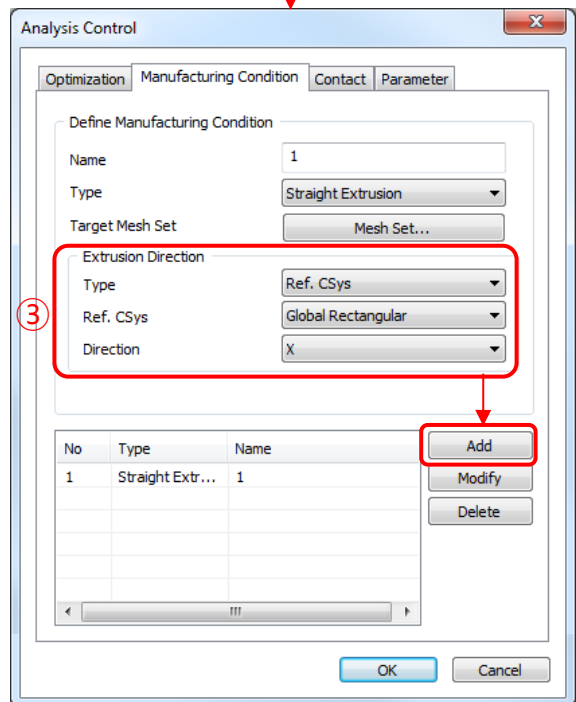 Analysis Control
Optimization Manufacturing Condition Contact Parameter
Define Manufacturing Condition
Name 1
Type Straight Extrusion
Target Mesh Set Mesh Set...
Extrusion Direction
Type Ref. CSys
③ Ref. CSys Global Rectangular
Direction X
Add
No Type Name
1 Straight Extr... 1
Modify
Delete
OK Cancel